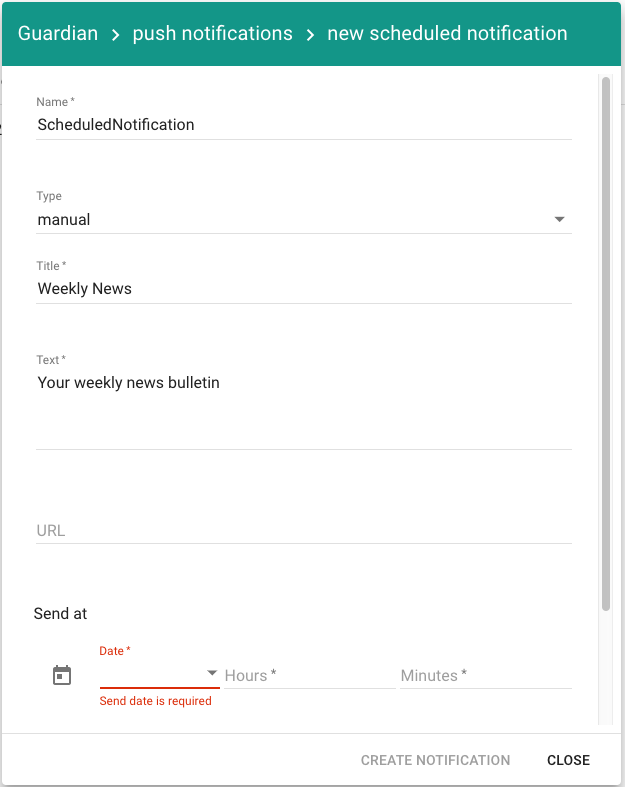 Guardian > push notifications > new scheduled notification
Name *
ScheduledNotification
Type
manual
Title *
Weekly News
Text *
Your weekly news bulletin
URL
Send at
Date *
Hours * Minutes *
Send date is required
CREATE NOTIFICATION CLOSE